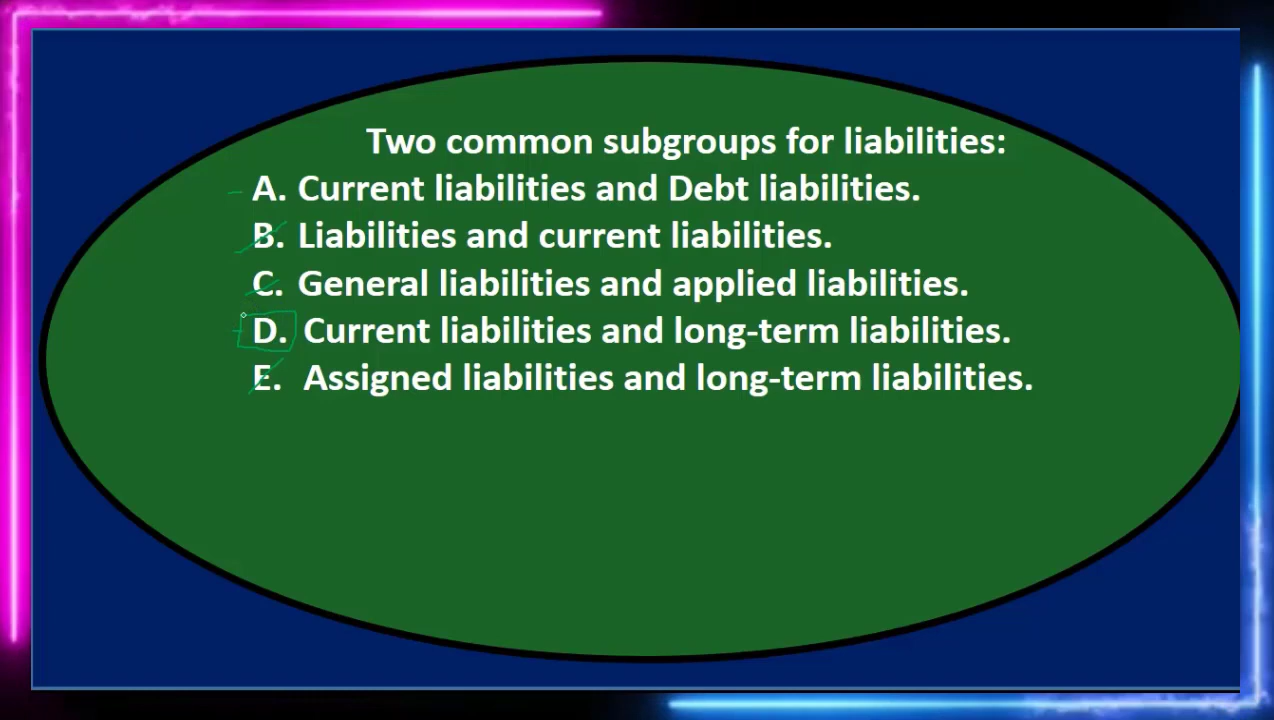 Two common subgroups for liabilities:
A. Current liabilities and Debt liabilities.
B. Liabilities and current liabilities.
C. General liabilities and applied liabilities.
D. Current liabilities and long-term liabilities.
E. Assigned liabilities and long-term liabilities.